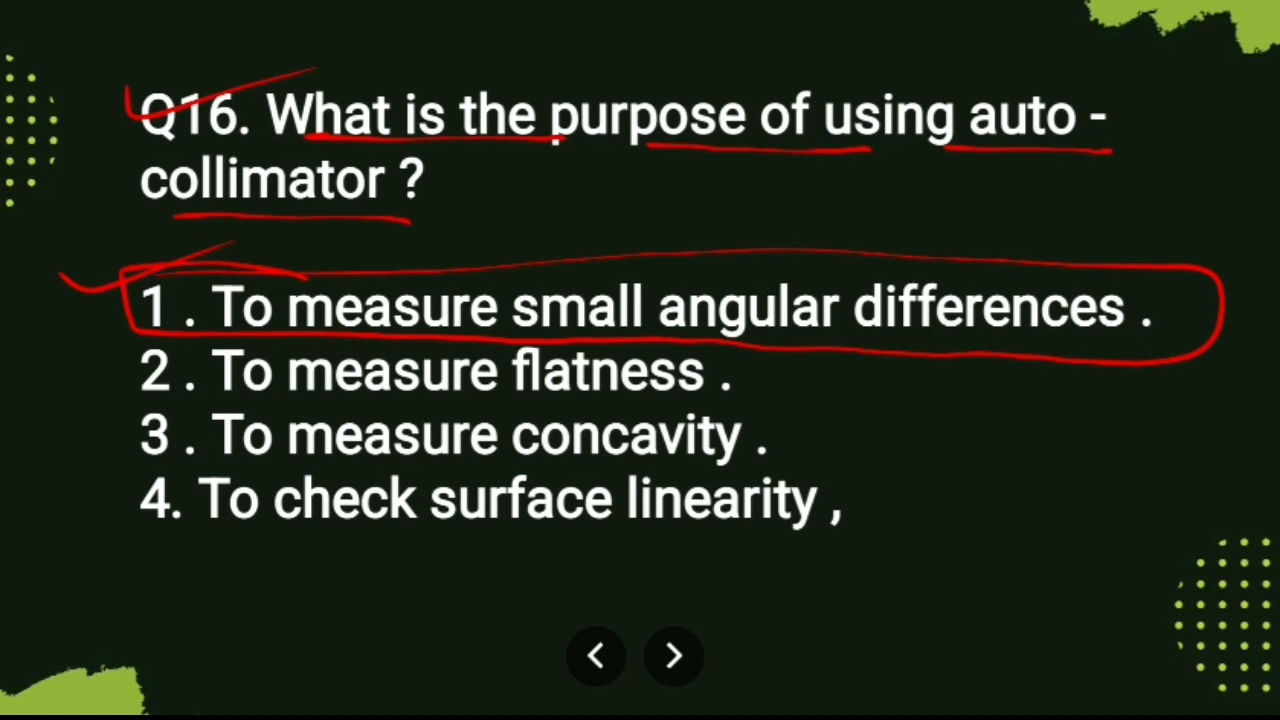 Q16. What is the purpose of using auto -
collimator ?
1 . To measure small angular differences .
2 . To measure flatness .
3 . To measure concavity .
4. To check surface linearity ,